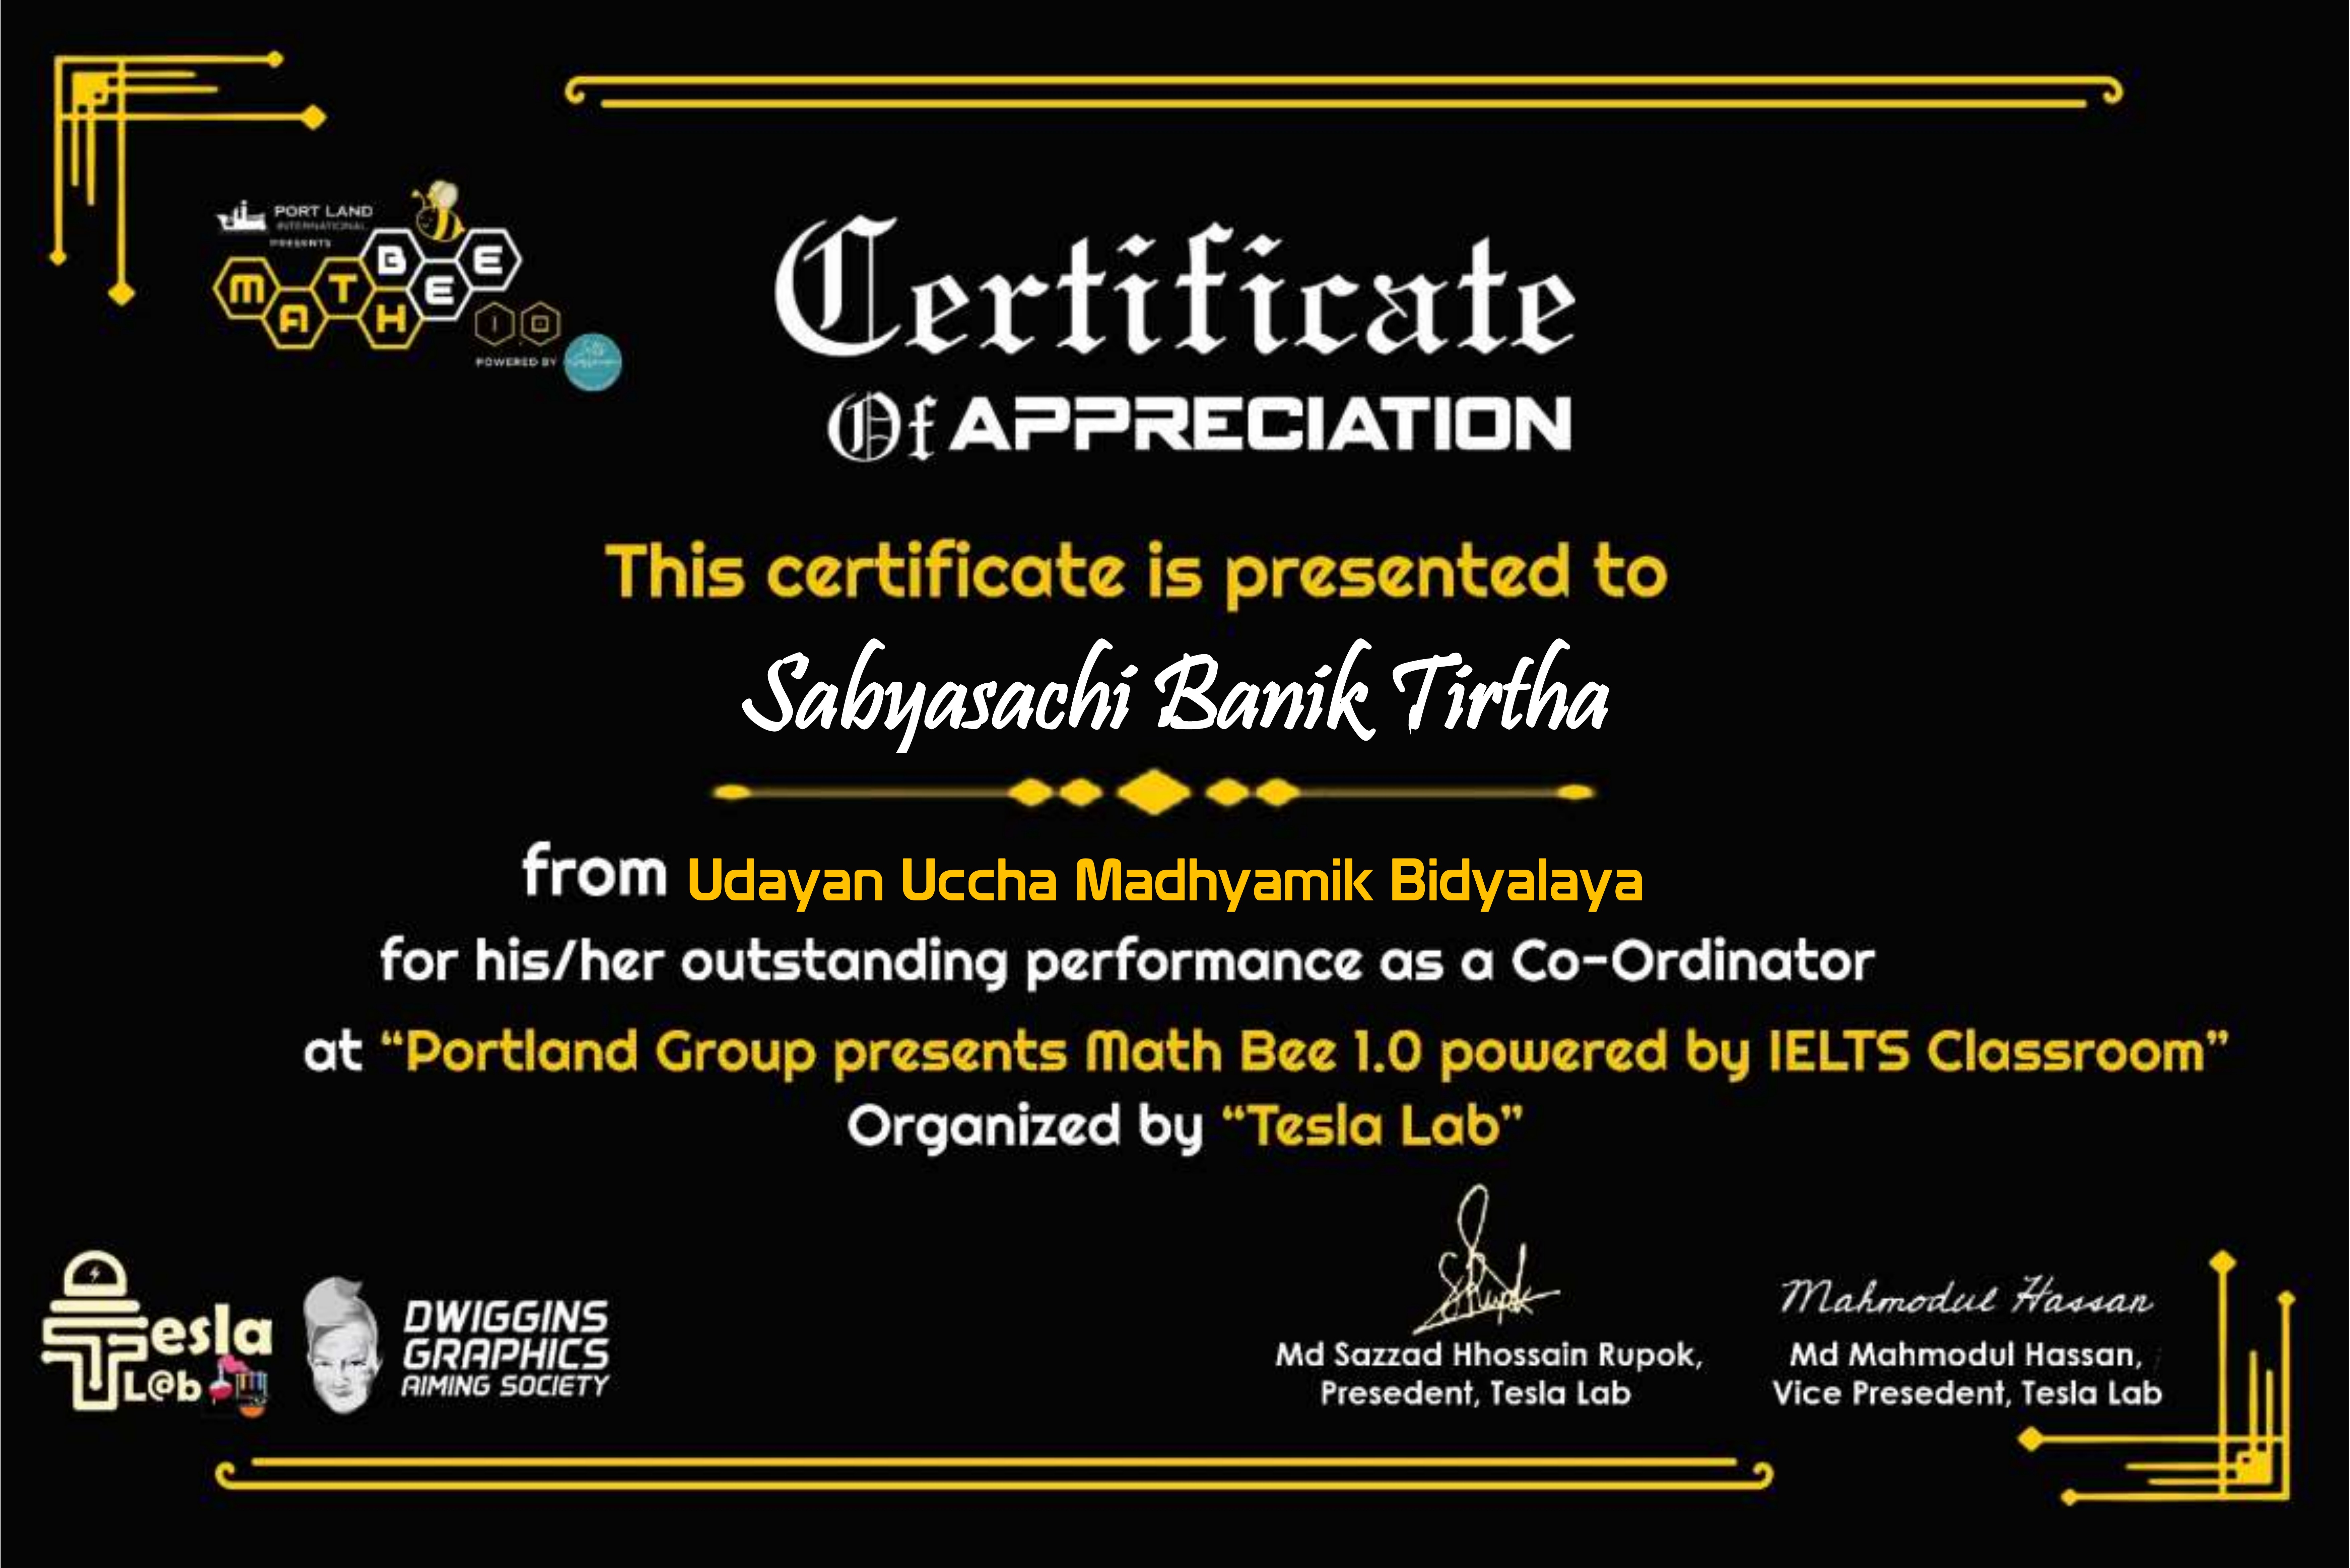 PORT LAND
INTERNATIONAL
PRESENTS
MATH BEE
1.0
POWERED BY
Certificate
Of APPRECIATION
This certificate is presented to
Sabyasachi Banik Tirtha
from Udayan Uccha Madhyamik Bidyalaya
for his/her outstanding performance as a Co-Ordinator
at “Portland Group presents Math Bee 1.0 powered by IELTS Classroom”
Organized by “Tesla Lab”
Tesla
L@b
DWIGGINS
GRAPHICS
AIMING SOCIETY
Mahmodul Hassan
Md Sazzad Hhossain Rupok,
Presedent, Tesla Lab
Md Mahmodul Hassan,
Vice Presedent, Tesla Lab